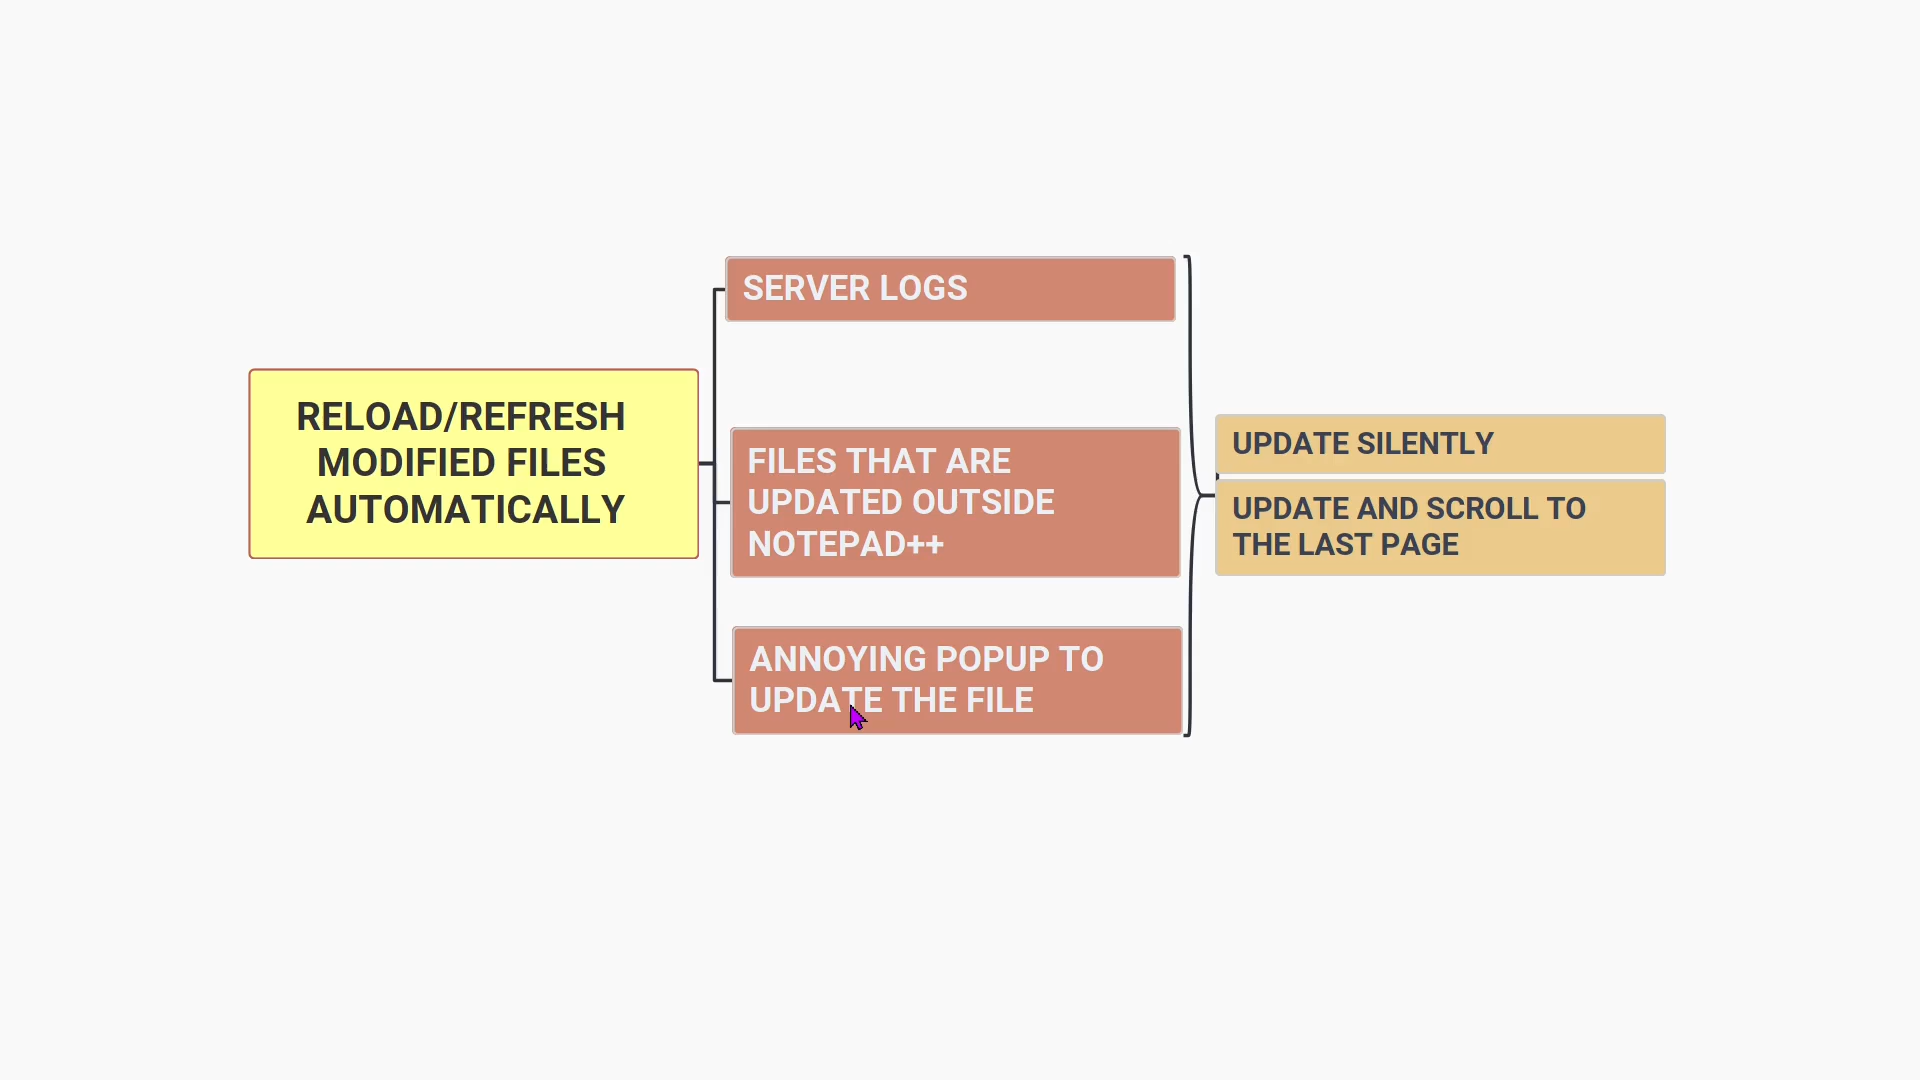 RELOAD/REFRESH
MODIFIED FILES
AUTOMATICALLY
SERVER LOGS
FILES THAT ARE
UPDATED OUTSIDE
NOTEPAD++
ANNOYING POPUP TO
UPDATE THE FILE
UPDATE SILENTLY
UPDATE AND SCROLL TO
THE LAST PAGE